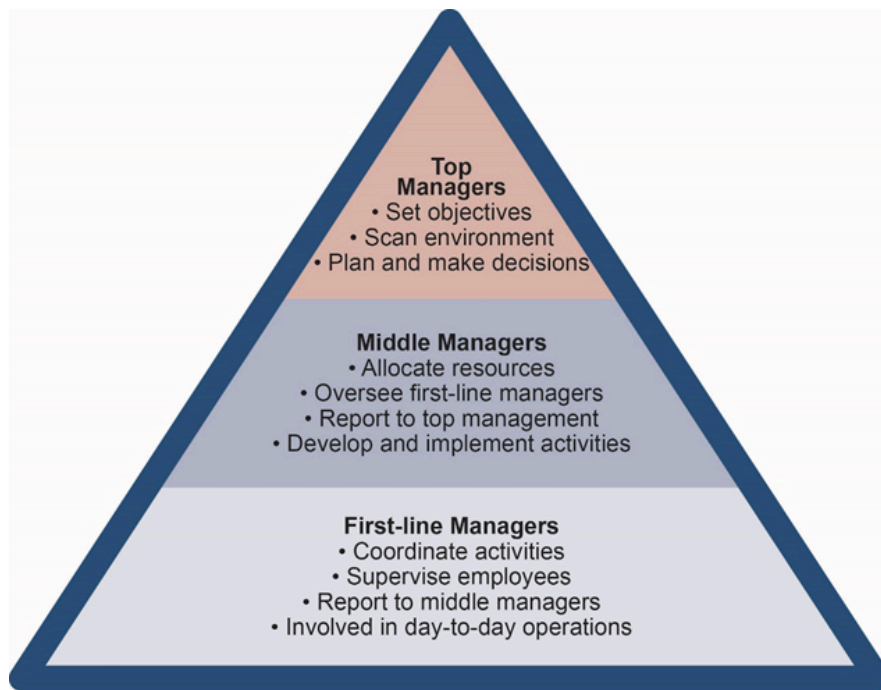 Top
Managers
• Set objectives
• Scan environment
• Plan and make decisions
Middle Managers
• Allocate resources
• Oversee first-line managers
• Report to top management
• Develop and implement activities
First-line Managers
• Coordinate activities
• Supervise employees
• Report to middle managers
• Involved in day-to-day operations